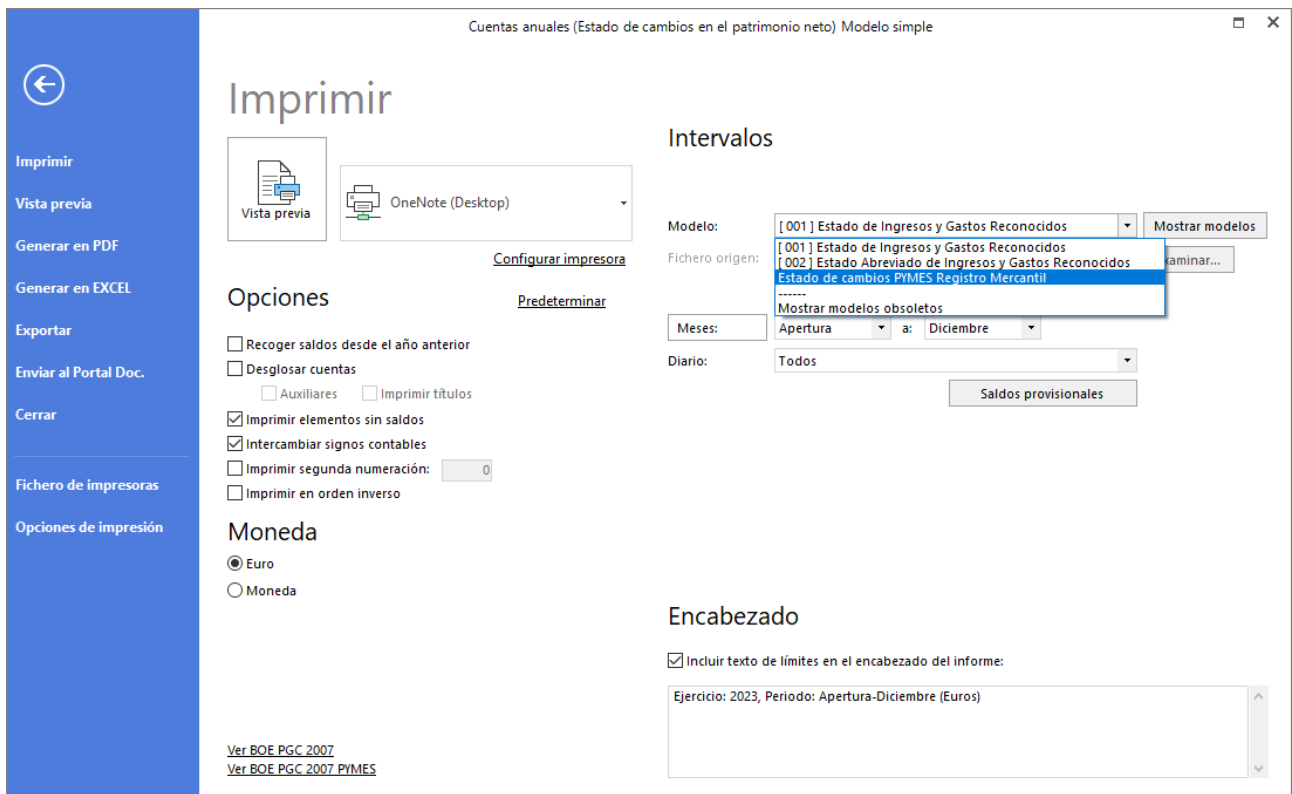 Cuentas anuales (Estado de cambios en el patrimonio neto) Modelo simple
Imprimir
Vista previa
Generar en PDF
Generar en EXCEL
Exportar
Enviar al Portal Doc.
Cerrar
Fichero de impresoras
Opciones de impresión
Imprimir
Vista previa
OneNote (Desktop)
Configurar impresora
Opciones
Predeterminar
Recoger saldos desde el año anterior
Desglosar cuentas
Auxiliares Imprimir títulos
Imprimir elementos sin saldos
Intercambiar signos contables
Imprimir segunda numeración: 0
Imprimir en orden inverso
Moneda
Euro
Moneda
Ver BOE PGC 2007
Ver BOE PGC 2007 PYMES
Intervalos
Modelo: [ 001 ] Estado de Ingresos y Gastos Reconocidos Mostrar modelos
[ 001 ] Estado de Ingresos y Gastos Reconocidos
Fichero origen: [ 002 ] Estado Abreviado de Ingresos y Gastos Reconocidos xaminar...
Estado de cambios PYMES Registro Mercantil
------
Mostrar modelos obsoletos
Meses: Apertura a: Diciembre
Diario: Todos
Saldos provisionales
Encabezado
Incluir texto de límites en el encabezado del informe:
Ejercicio: 2023, Periodo: Apertura-Diciembre (Euros)